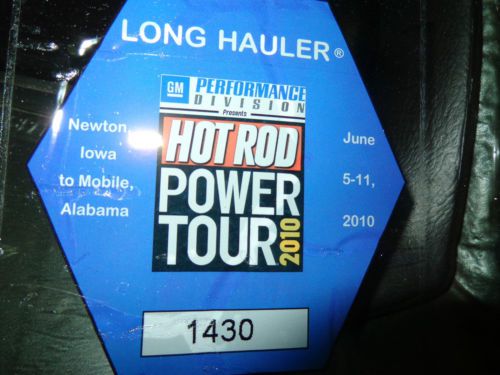 LONG HAULER®
GM PERFORMANCE
DIVISION
Presents
HOT ROD
POWER
TOUR 2010
Newton,
Iowa
to Mobile,
Alabama
June
5-11,
2010
1430